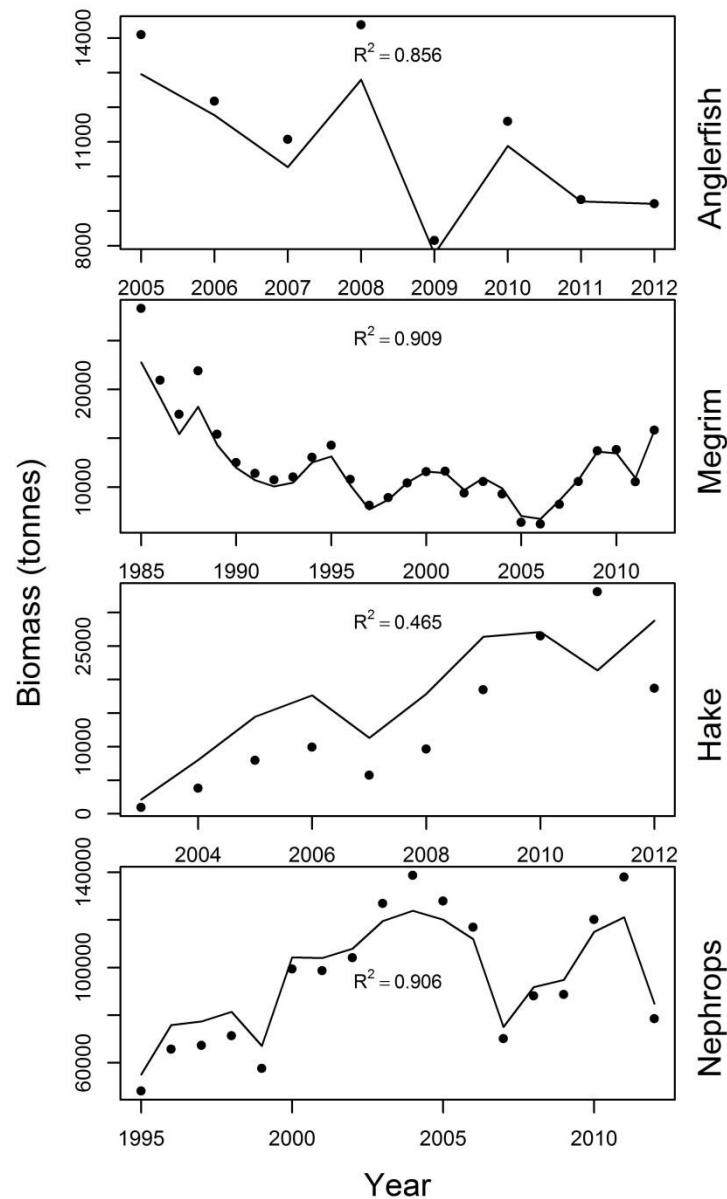 14000
11000
8000
R² = 0.856
Anglerfish
2005 2006 2007 2008 2009 2010 2011 2012
20000
10000
R² = 0.909
Megrim
1985 1990 1995 2000 2005 2010
Biomass (tonnes)
25000
10000
0
R² = 0.465
Hake
2004 2006 2008 2010 2012
140000
100000
60000
R² = 0.906
Nephrops
1995 2000 2005 2010
Year